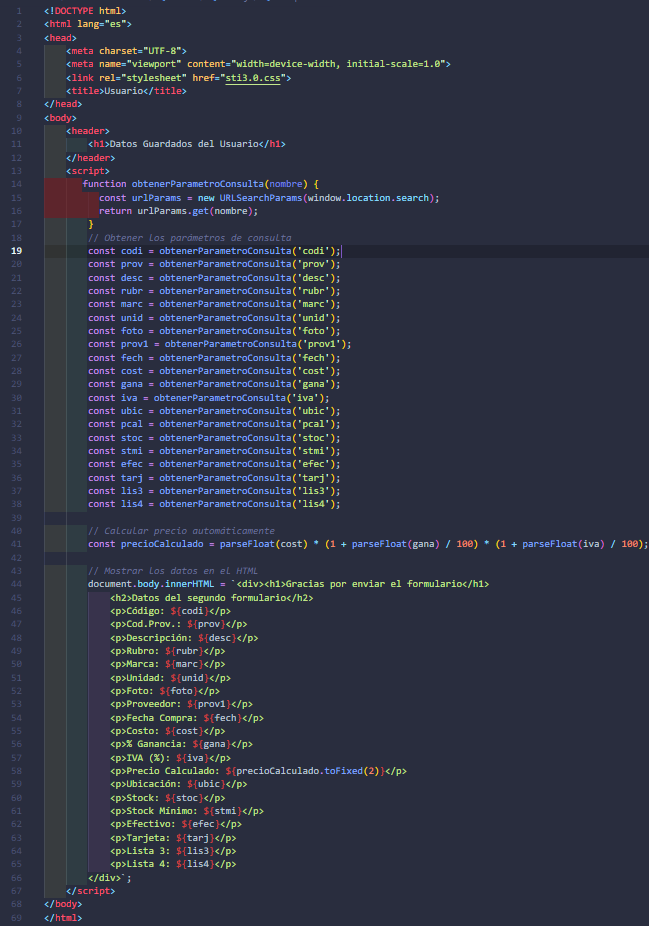 1 <!DOCTYPE html>
2 <html lang="es">
3 <head>
4 <meta charset="UTF-8">
5 <meta name="viewport" content="width=device-width, initial-scale=1.0">
6 <link rel="stylesheet" href="sti3.0.css">
7 <title>Usuario</title>
8 </head>
9 <body>
10 <header>
11 <h1>Datos Guardados del Usuario</h1>
12 </header>
13 <script>
14 function obtenerParametroConsulta(nombre) {
15 const urlParams = new URLSearchParams(window.location.search);
16 return urlParams.get(nombre);
17 }
18 // Obtener los parámetros de consulta
19 const codi = obtenerParametroConsulta('codi');
20 const prov = obtenerParametroConsulta('prov');
21 const desc = obtenerParametroConsulta('desc');
22 const rubr = obtenerParametroConsulta('rubr');
23 const marc = obtenerParametroConsulta('marc');
24 const unid = obtenerParametroConsulta('unid');
25 const foto = obtenerParametroConsulta('foto');
26 const prov1 = obtenerParametroConsulta('prov1');
27 const fech = obtenerParametroConsulta('fech');
28 const cost = obtenerParametroConsulta('cost');
29 const gana = obtenerParametroConsulta('gana');
30 const iva = obtenerParametroConsulta('iva');
31 const ubic = obtenerParametroConsulta('ubic');
32 const pcal = obtenerParametroConsulta('pcal');
33 const stoc = obtenerParametroConsulta('stoc');
34 const stmi = obtenerParametroConsulta('stmi');
35 const efec = obtenerParametroConsulta('efec');
36 const tarj = obtenerParametroConsulta('tarj');
37 const lis3 = obtenerParametroConsulta('lis3');
38 const lis4 = obtenerParametroConsulta('lis4');
39
40 // Calcular precio automáticamente
41 const precioCalculado = parseFloat(cost) * (1 + parseFloat(gana) / 100) * (1 + parseFloat(iva) / 100);
42
43 // Mostrar los datos en el HTML
44 document.body.innerHTML = `<div><h1>Gracias por enviar el formulario</h1>
45 <h2>Datos del segundo formulario</h2>
46 <p>Código: ${codi}</p>
47 <p>Cod.Prov.: ${prov}</p>
48 <p>Descripción: ${desc}</p>
49 <p>Rubro: ${rubr}</p>
50 <p>Marca: ${marc}</p>
51 <p>Unidad: ${unid}</p>
52 <p>Foto: ${foto}</p>
53 <p>Proveedor: ${prov1}</p>
54 <p>Fecha Compra: ${fech}</p>
55 <p>Costo: ${cost}</p>
56 <p>% Ganancia: ${gana}</p>
57 <p>IVA (%): ${iva}</p>
58 <p>Precio Calculado: ${precioCalculado.toFixed(2)}</p>
59 <p>Ubicación: ${ubic}</p>
60 <p>Stock: ${stoc}</p>
61 <p>Stock Mínimo: ${stmi}</p>
62 <p>Efectivo: ${efec}</p>
63 <p>Tarjeta: ${tarj}</p>
64 <p>Lista 3: ${lis3}</p>
65 <p>Lista 4: ${lis4}</p>
66 </div>`;
67 </script>
68 </body>
69 </html>